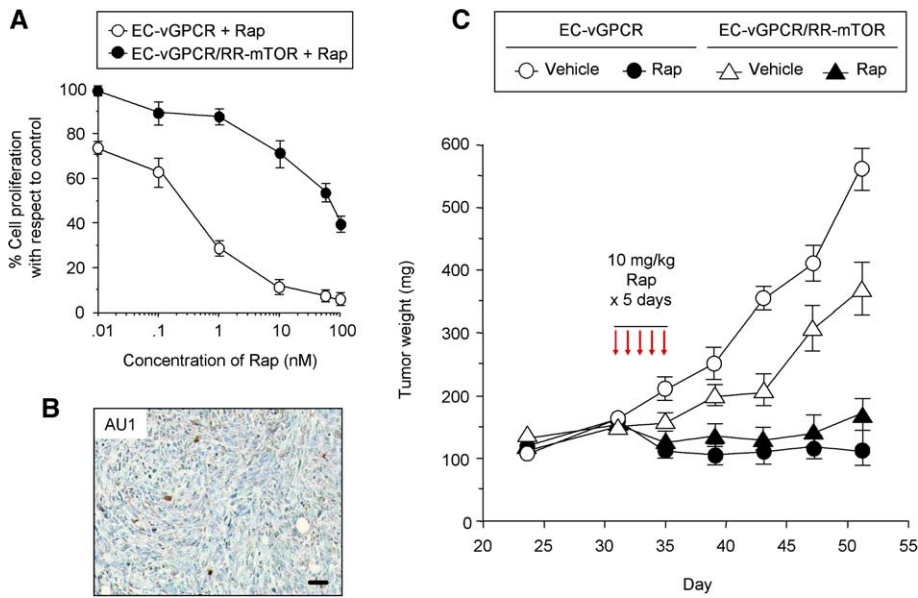 A
EC-vGPCR + Rap
EC-vGPCR/RR-mTOR + Rap
% Cell proliferation
with respect to control
100
80
60
40
20
0
.01 .1 1 10 100
Concentration of Rap (nM)
B
AU1
C
EC-vGPCR EC-vGPCR/RR-mTOR
Vehicle Rap Vehicle Rap
Tumor weight (mg)
600
500
400
300
200
100
0
10 mg/kg
Rap
x 5 days
20 25 30 35 40 45 50 55
Day